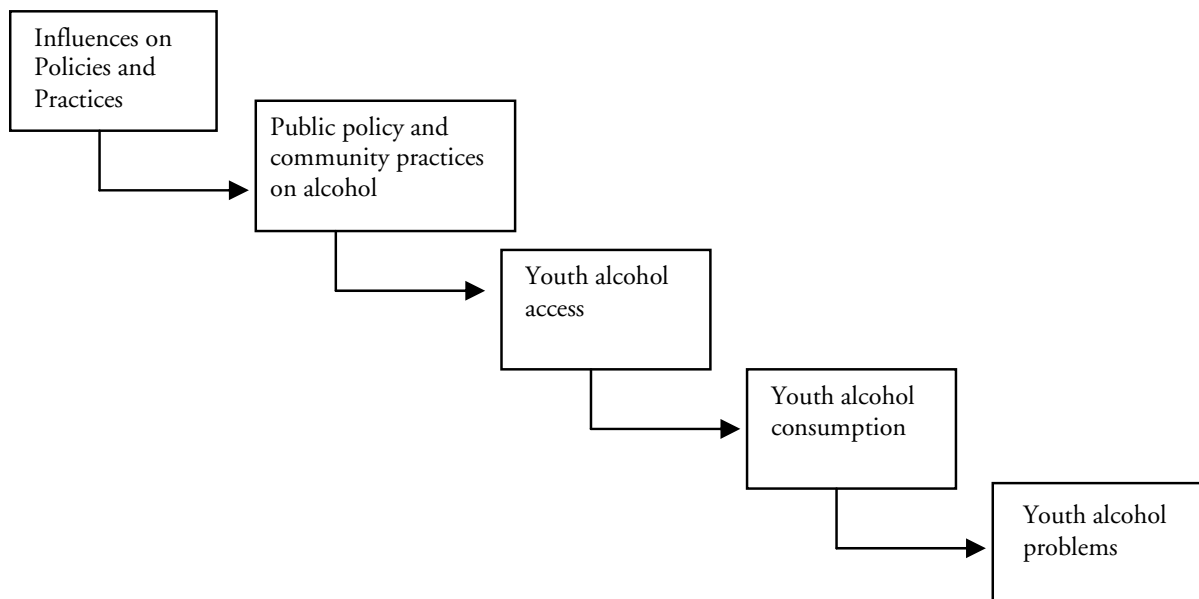 Influences on
Policies and
Practices
Public policy and
community practices
on alcohol
Youth alcohol
access
Youth alcohol
consumption
Youth alcohol
problems